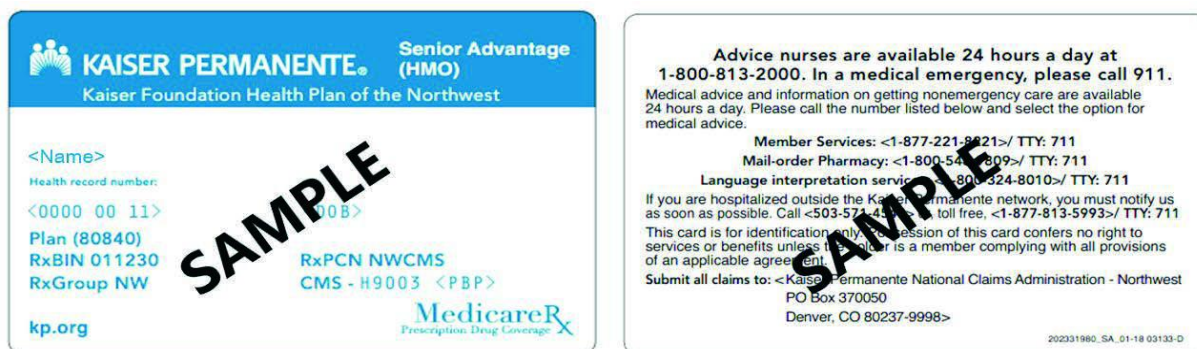 KAISER PERMANENTE®
Senior Advantage
(HMO)
Kaiser Foundation Health Plan of the Northwest
<Name>
Health record number:
<0000 00 11>
Plan (80840)
RxBIN 011230
RxPCN NWCMS
RxGroup NW
CMS - H9003 <PBP>
kp.org
MedicareRx
Prescription Drug Coverage
SAMPLE
Advice nurses are available 24 hours a day at
1-800-813-2000. In a medical emergency, please call 911.
Medical advice and information on getting nonemergency care are available
24 hours a day. Please call the number listed below and select the option for
medical advice.
Member Services: <1-877-221- / TTY: 711
Mail-order Pharmacy: / TTY: 711
Language interpretation / TTY: 711
If you are hospitalized outside the Kaiser Permanente network, you must notify us
as soon as possible. Call toll free, <1-877-813-5993>/ TTY: 711
This card is for identification only. Possession of this card confers no right to
services or benefits unless the holder is a member complying with all provisions
of an applicable agreement.
Submit all claims to: <Kaiser Permanente National Claims Administration - Northwest
PO Box 370050
Denver, CO 80237-9998>
202331980_SA_01-18 03133-D
SAMPLE